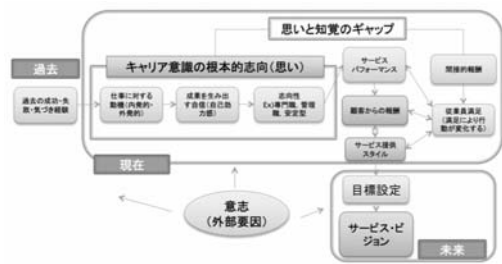 思いと知覚のギャップ
過去
キャリア意識の根本的志向(思い)
サービス
パフォーマンス
間接的報酬
過去の成功・失
敗・気づき経験
仕事に対する
動機(内発的・
外発的)
成果を生み出
す自信(自己効
力感)
志向性
Ex)専門職、管理
職、安定型
顧客からの報酬
従業員満足
(満足により行
動が変化する)
サービス提供
スタイル
現在
意志
(外部要因)
目標設定
サービス・ビ
ジョン
未来